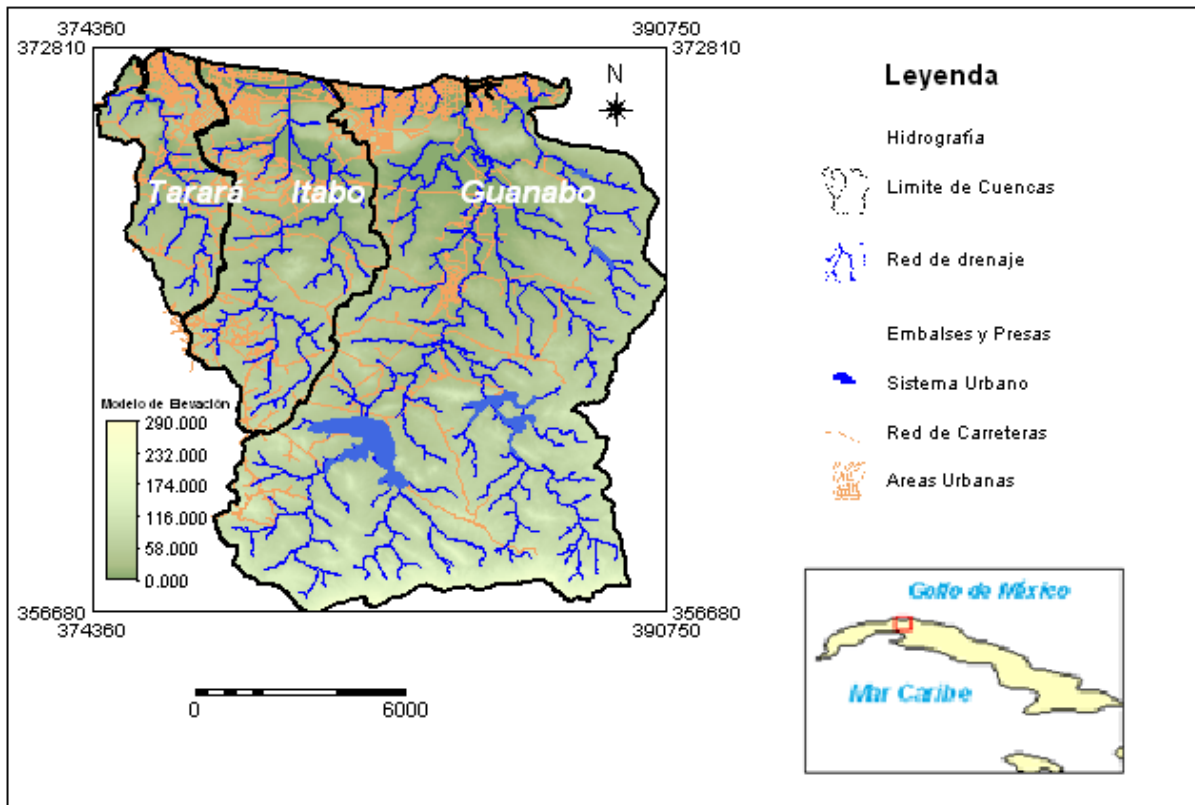 374360
390750
372810
372810
N
Tarará
Itabo
Guanabo
Modelo de Elevación
290.000
232.000
174.000
116.000
58.000
0.000
356680
356680
374360
390750
0
6000
Leyenda
Hidrografía
Limite de Cuencas
Red de drenaje
Embalses y Presas
Sistema Urbano
Red de Carreteras
Areas Urbanas
Golfo de México
Mar Caribe